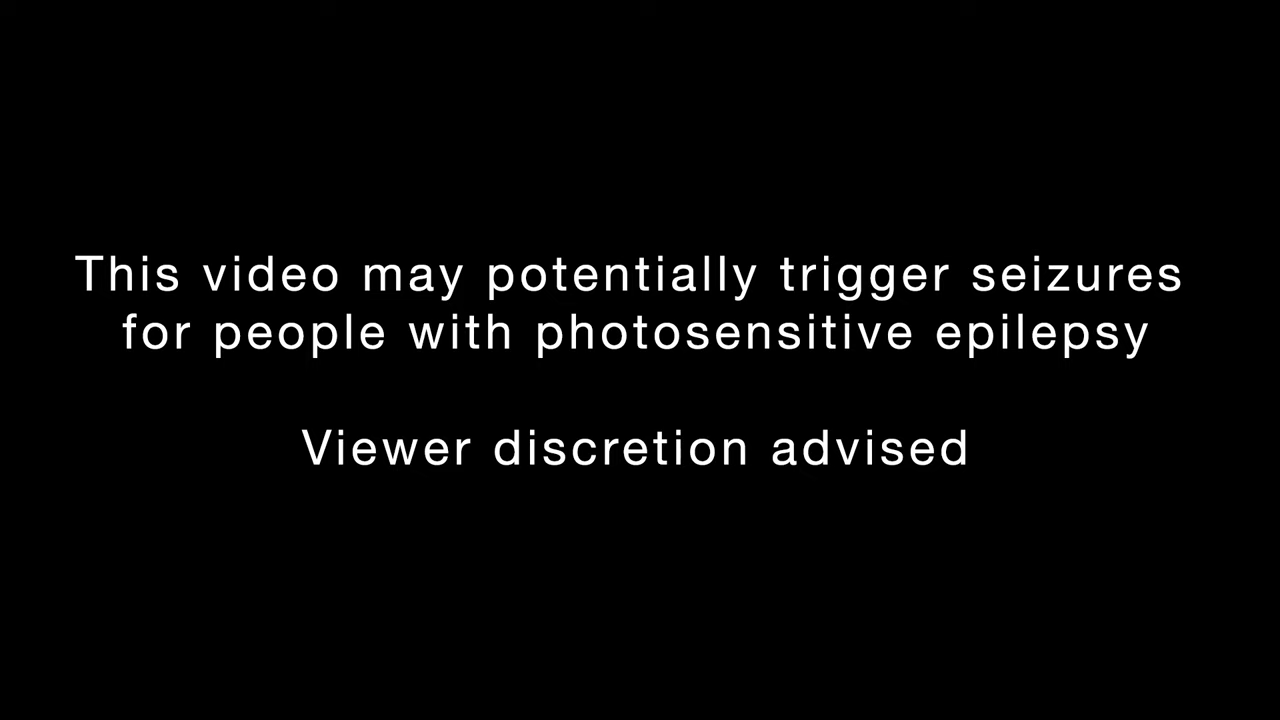 This video may potentially trigger seizures
for people with photosensitive epilepsy
Viewer discretion advised